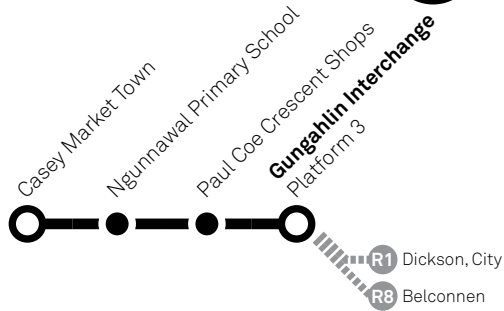 Casey Market Town
Ngunnawal Primary School
Paul Coe Crescent Shops
Gungahlin Interchange
Platform 3
R1 Dickson, City
R8 Belconnen